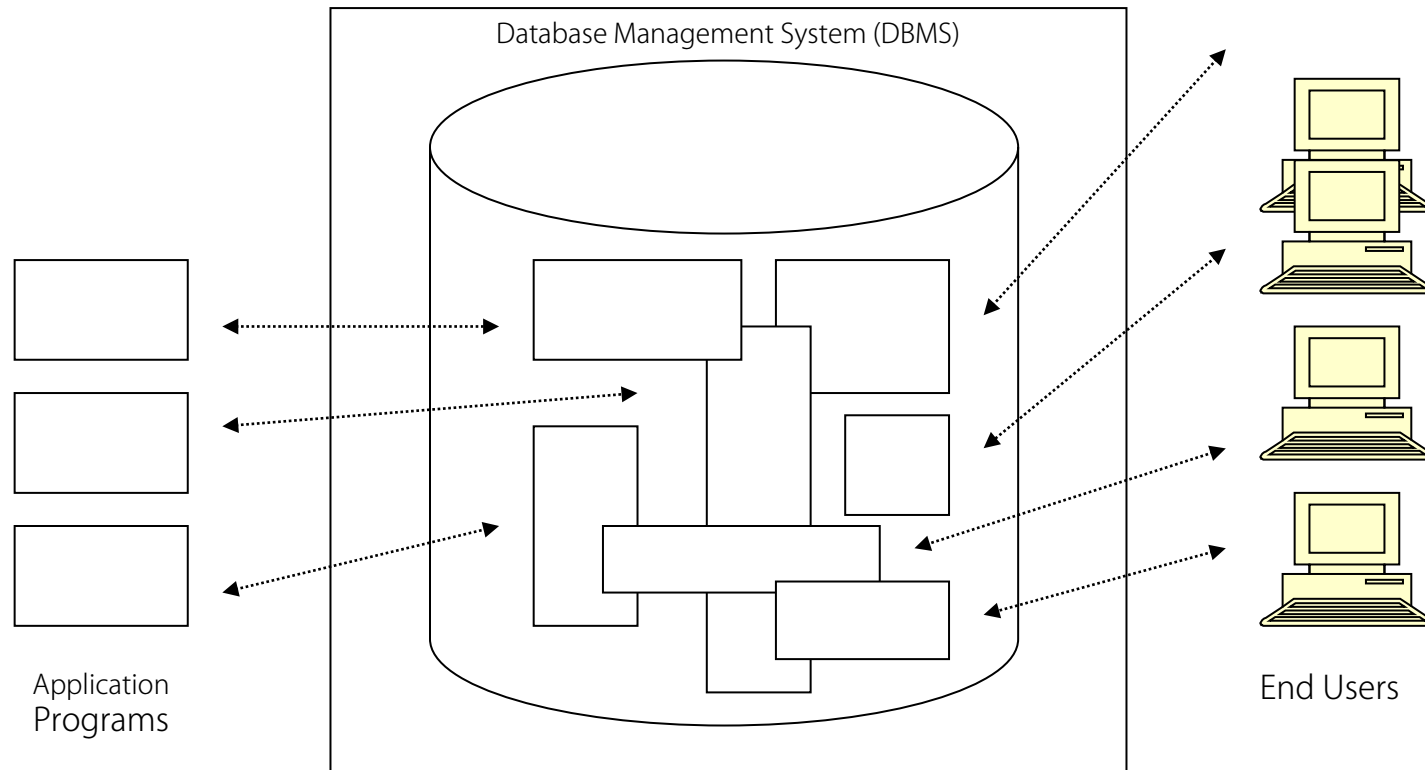 Database Management System (DBMS)
Application
Programs
End Users